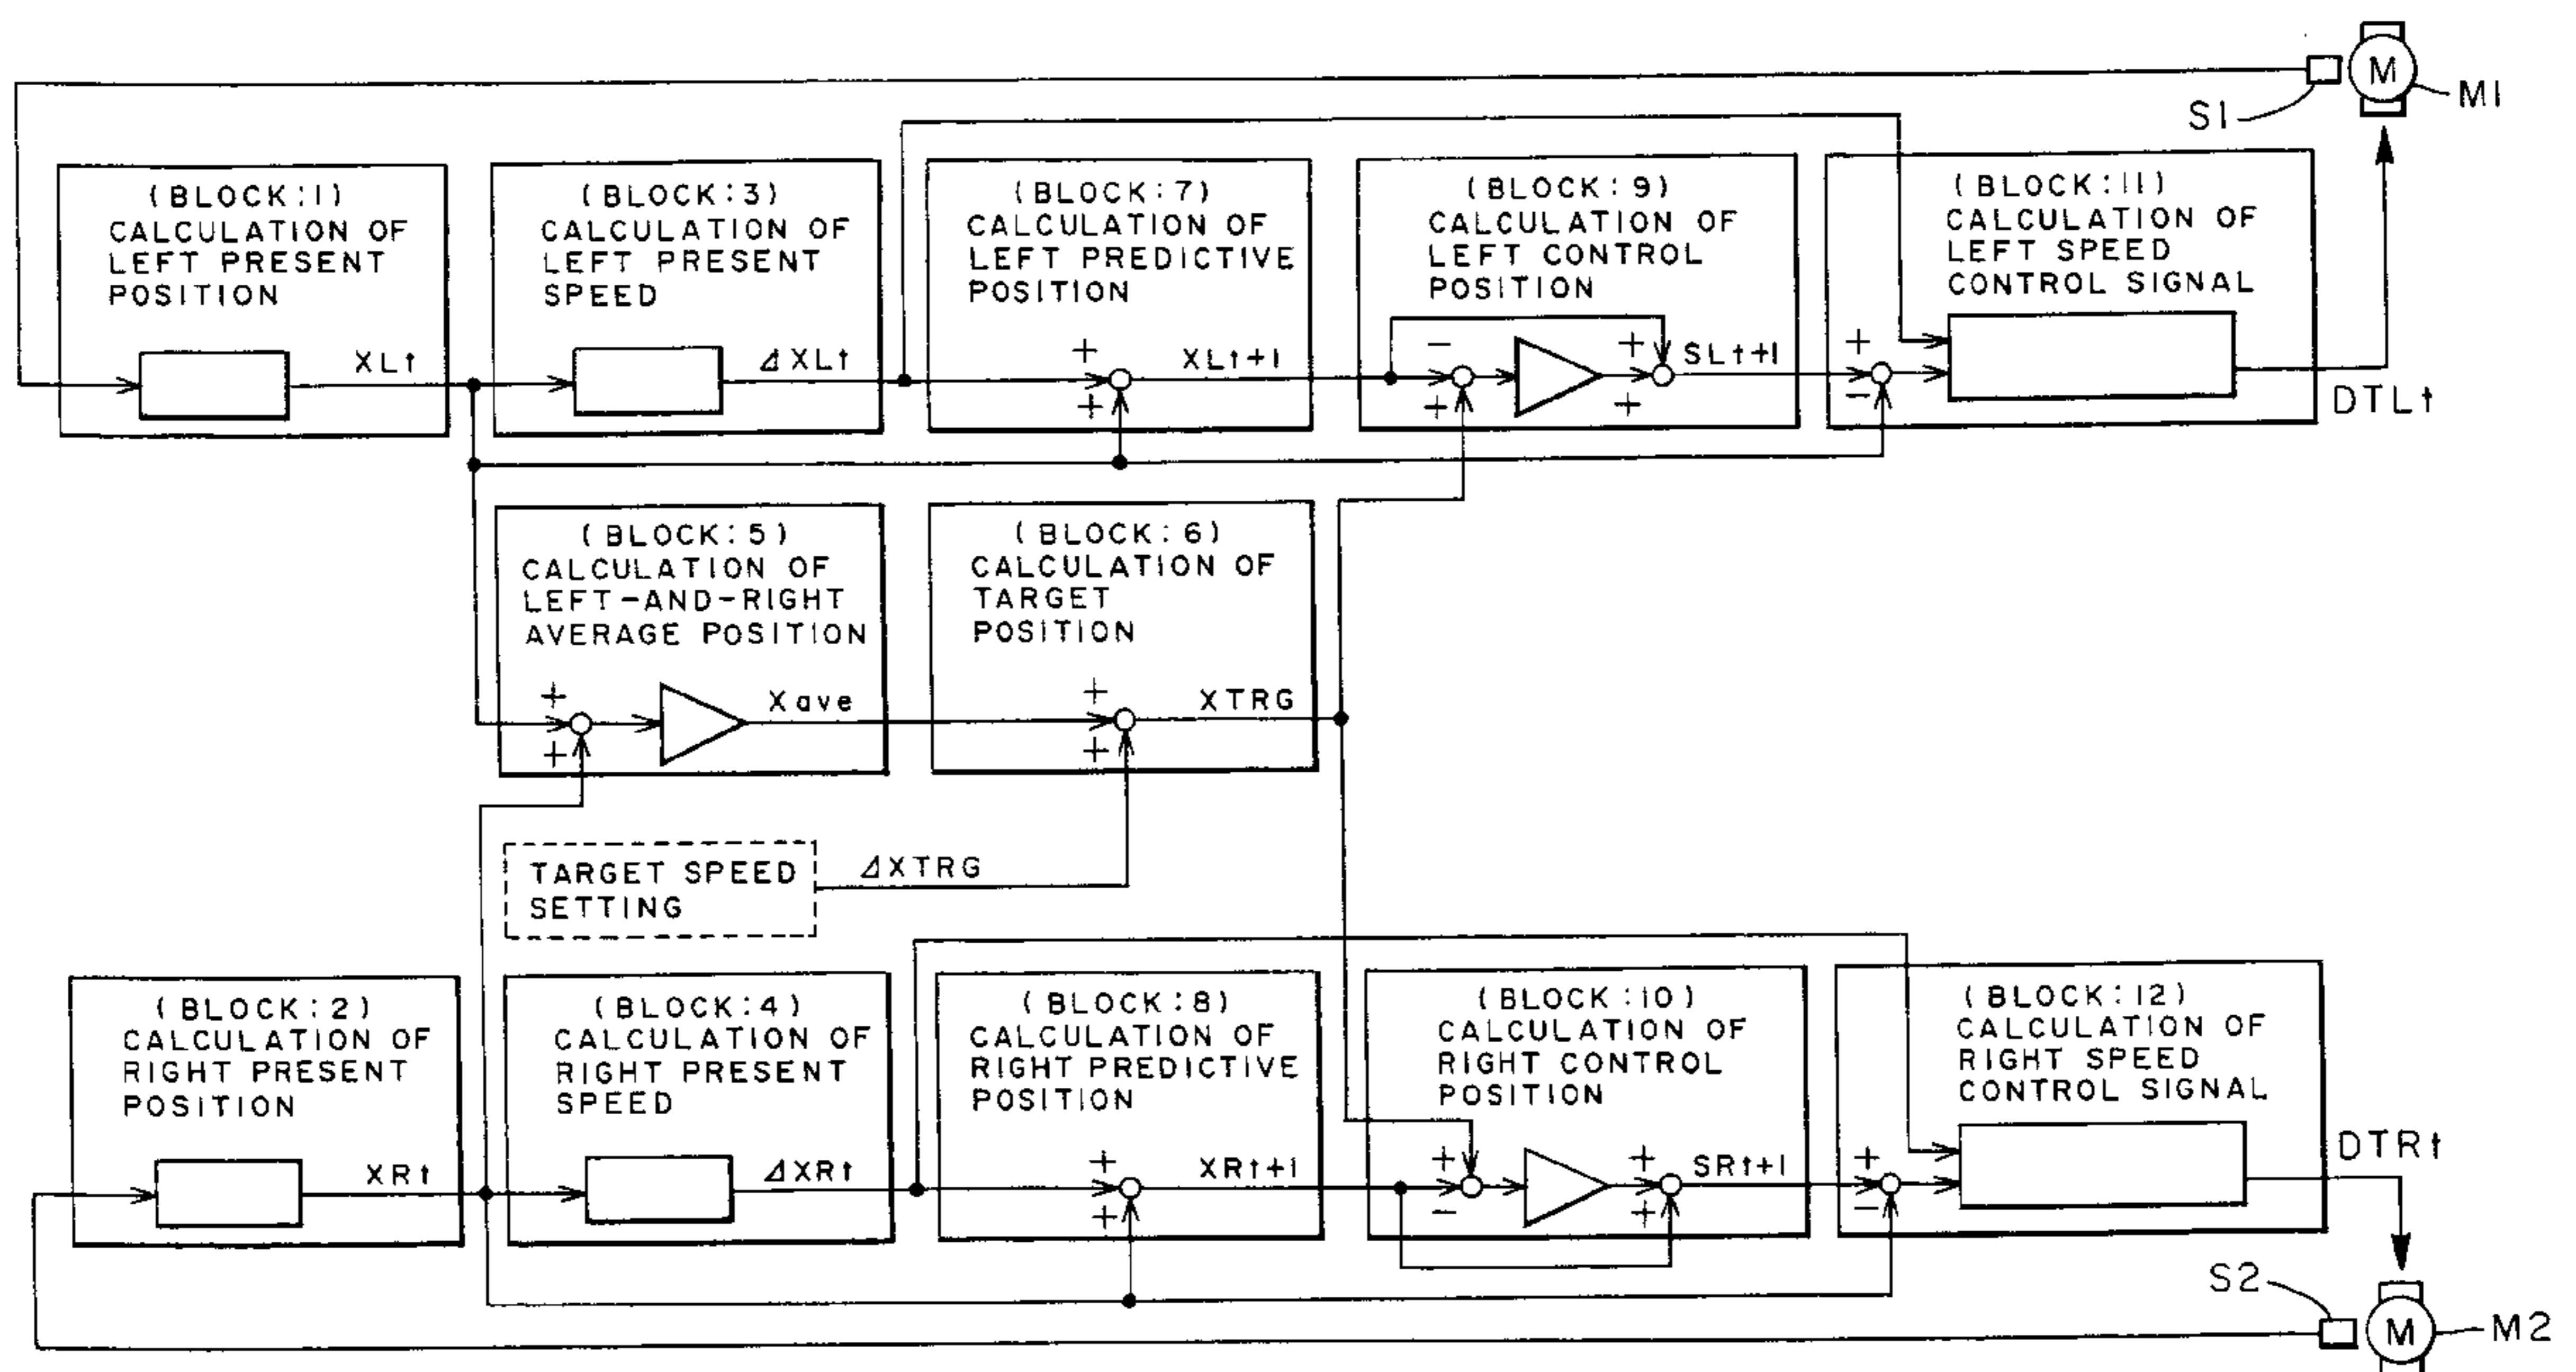 M
M1
S1
(BLOCK:1)
CALCULATION OF
LEFT PRESENT
POSITION
XLt
(BLOCK:3)
CALCULATION OF
LEFT PRESENT
SPEED
⊿XLt
(BLOCK:7)
CALCULATION OF
LEFT PREDICTIVE
POSITION
+
XLt+1
+
(BLOCK:9)
CALCULATION OF
LEFT CONTROL
POSITION
−
+
SLt+1
+
+
(BLOCK:11)
CALCULATION OF
LEFT SPEED
CONTROL SIGNAL
+
−
DTLt
(BLOCK:5)
CALCULATION OF
LEFT-AND-RIGHT
AVERAGE POSITION
+
Xave
+
(BLOCK:6)
CALCULATION OF
TARGET
POSITION
+
XTRG
+
TARGET SPEED
SETTING
⊿XTRG
(BLOCK:2)
CALCULATION OF
RIGHT PRESENT
POSITION
XRt
(BLOCK:4)
CALCULATION OF
RIGHT PRESENT
SPEED
⊿XRt
(BLOCK:8)
CALCULATION OF
RIGHT PREDICTIVE
POSITION
+
XRt+1
+
(BLOCK:10)
CALCULATION OF
RIGHT CONTROL
POSITION
+
+
SRt+1
−
+
(BLOCK:12)
CALCULATION OF
RIGHT SPEED
CONTROL SIGNAL
+
−
DTRt
S2
M
M2